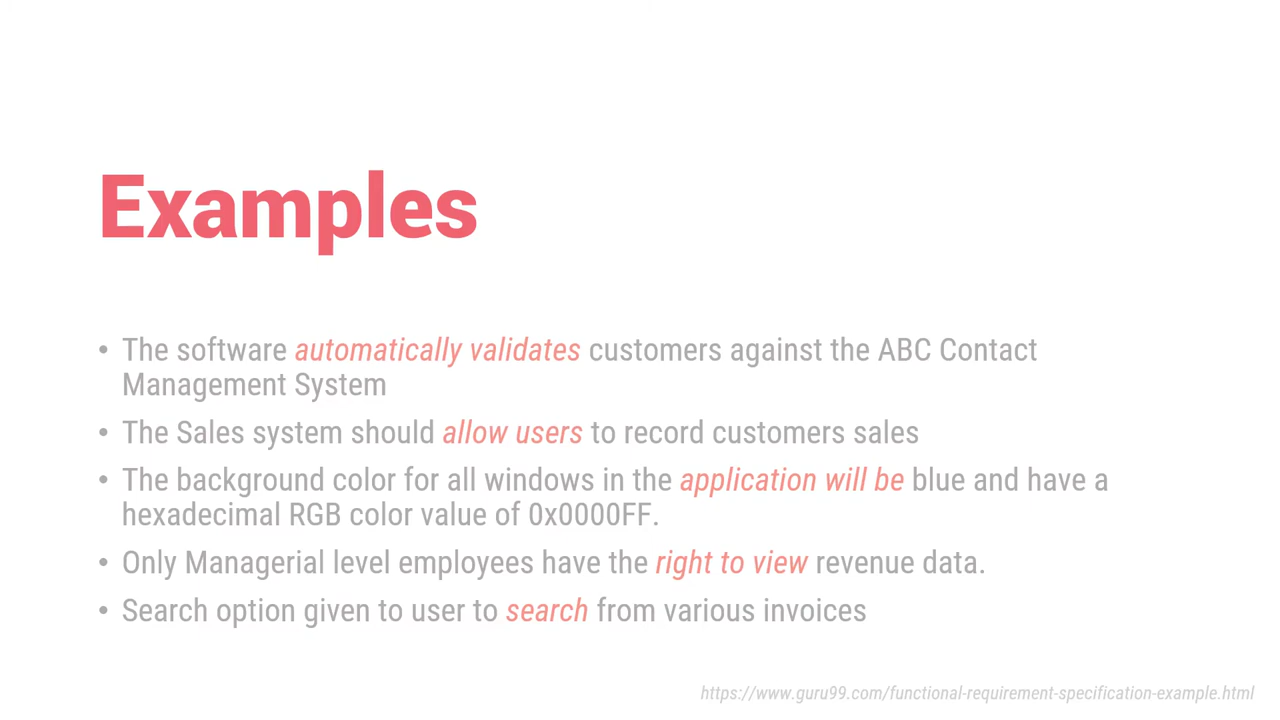 Examples
• The software automatically validates customers against the ABC Contact
Management System
• The Sales system should allow users to record customers sales
• The background color for all windows in the application will be blue and have a
hexadecimal RGB color value of 0x0000FF.
• Only Managerial level employees have the right to view revenue data.
• Search option given to user to search from various invoices
https://www.guru99.com/functional-requirement-specification-example.html